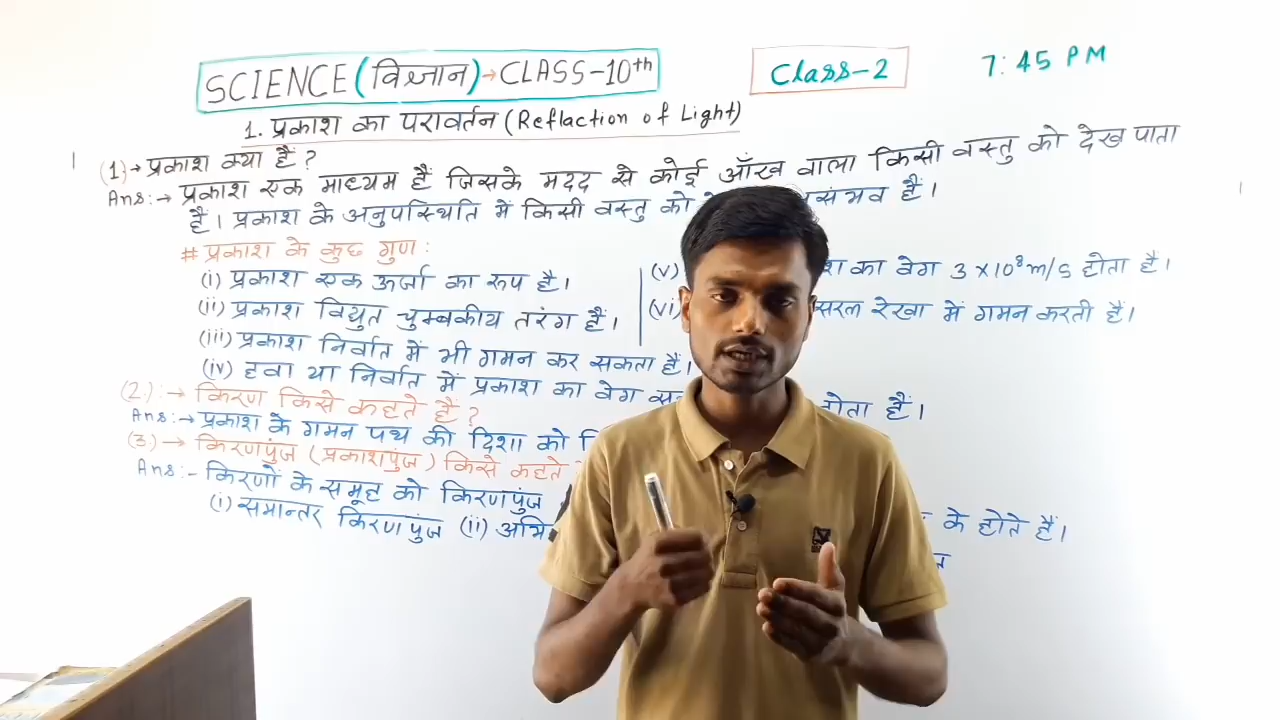 SCIENCE (विज्ञान) → CLASS-10th
Class-2
7:45 PM
1. प्रकाश का परावर्तन (Reflaction of Light)
(1) → प्रकाश क्या हैं ?
Ans:→ प्रकाश एक माध्यम हैं जिसके मदद से कोई आँख वाला किसी वस्तु को देख पाता
हैं। प्रकाश के अनुपस्थिति में किसी वस्तु को संभव हैं।
# प्रकाश के कुछ गुण:
(i) प्रकाश एक ऊर्जा का रुप है।
(ii) प्रकाश विद्युत चुम्बकीय तरंग हैं।
(iii) प्रकाश निर्वात में भी गमन कर सकता हैं।
(iv) हवा या निर्वात में प्रकाश का वेग होता हैं।
(v) का वेग 3 x 10⁸ m/s होता है।
(vi) सरल रेखा में गमन करती हैं।
(2.) → किरण किसे कहते हैं ?
Ans:→ प्रकाश के गमन पथ की दिशा को
(3) → किरणपुंज (प्रकाशपुंज) किसे कहते
Ans:- किरणों के समूह को किरणपुंज के होते हैं।
(i) समान्तर किरणपुंज (ii)